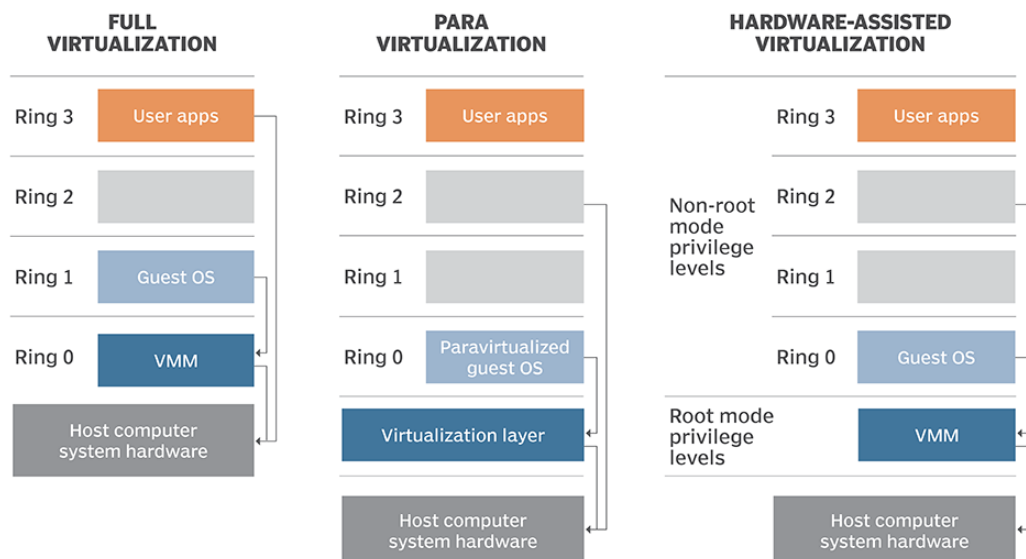 FULL
VIRTUALIZATION
Ring 3
User apps
Ring 2
Ring 1
Guest OS
Ring 0
VMM
Host computer
system hardware
PARA
VIRTUALIZATION
Ring 3
User apps
Ring 2
Ring 1
Ring 0
Paravirtualized
guest OS
Virtualization layer
Host computer
system hardware
HARDWARE-ASSISTED
VIRTUALIZATION
Non-root
mode
privilege
levels
Ring 3
User apps
Ring 2
Ring 1
Ring 0
Guest OS
Root mode
privilege
levels
VMM
Host computer
system hardware